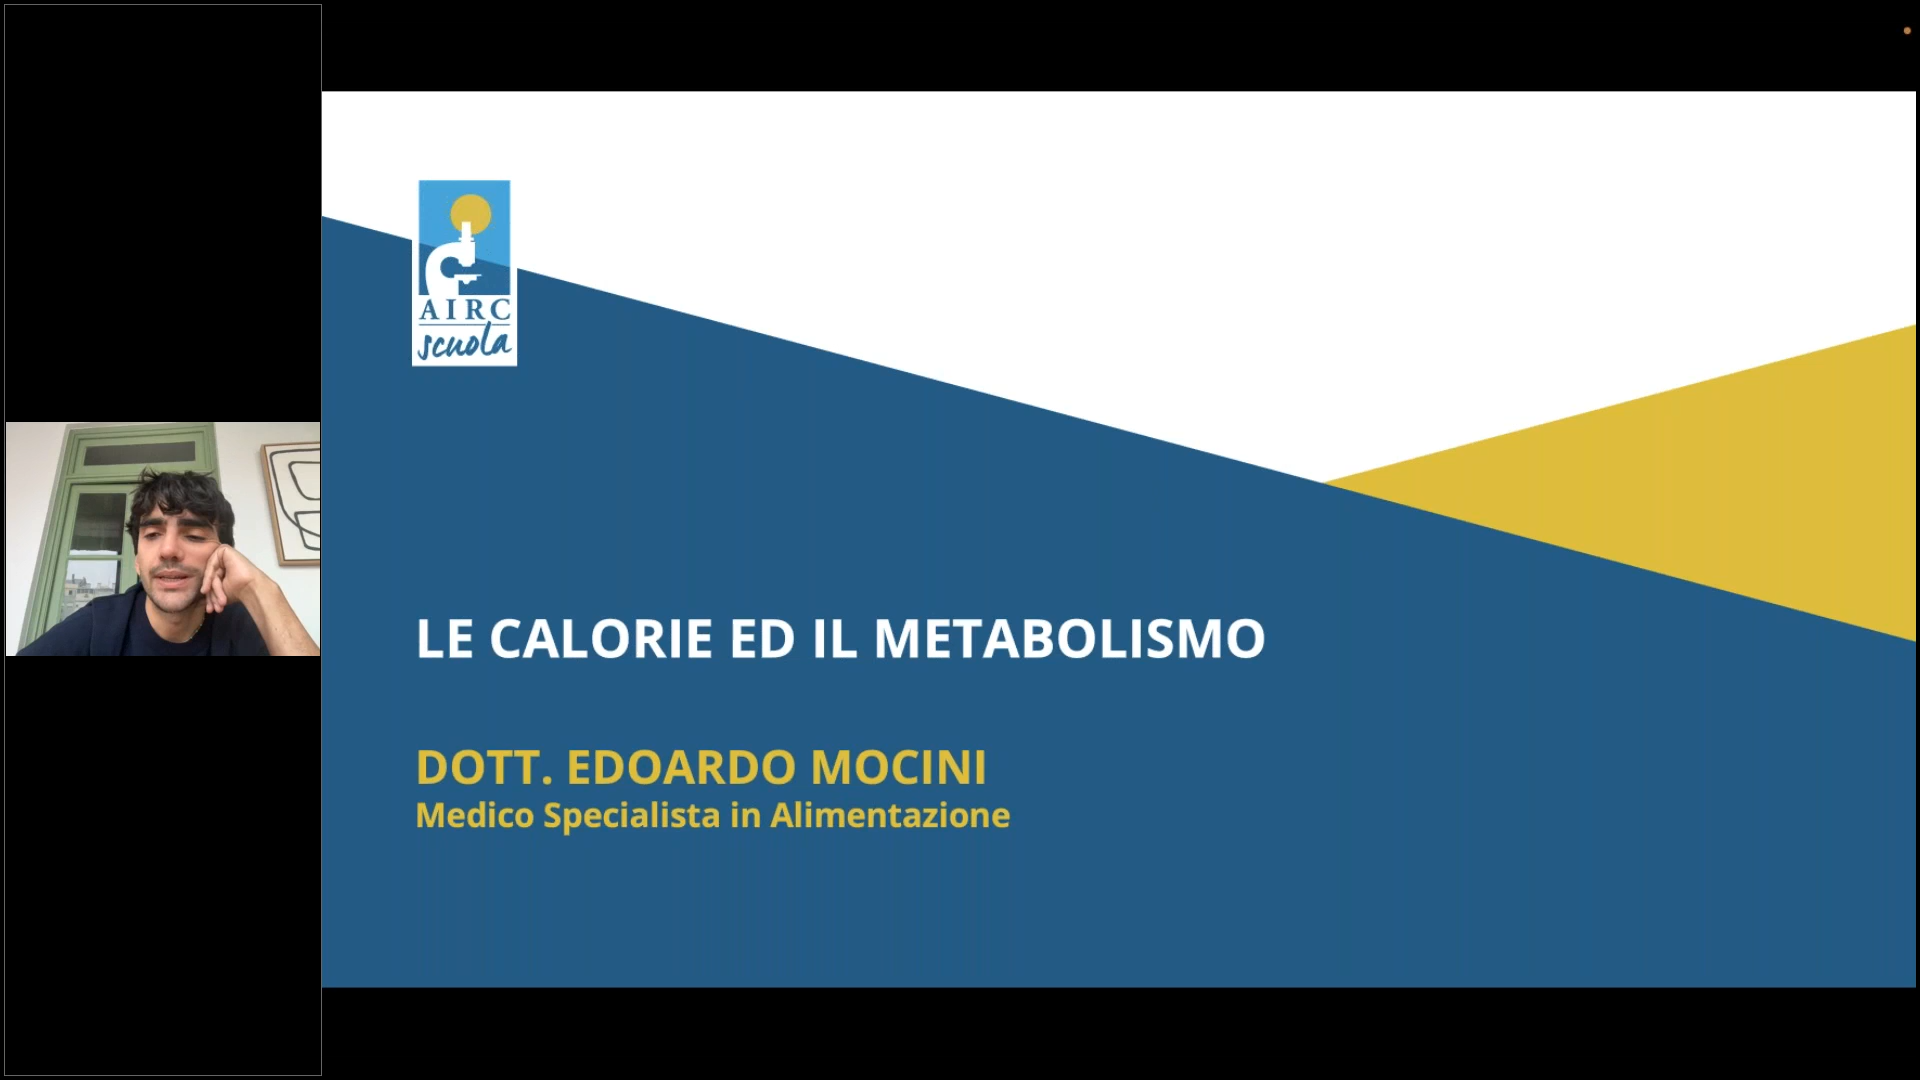 AIRC
scuola
LE CALORIE ED IL METABOLISMO
DOTT. EDOARDO MOCINI
Medico Specialista in Alimentazione